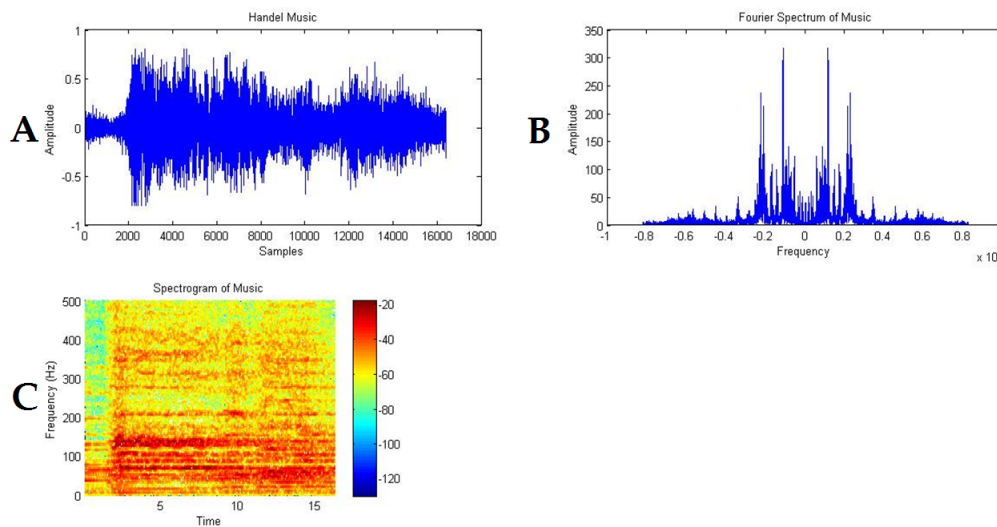 Handel Music
A
Amplitude
1
0.5
0
-0.5
-1
0 2000 4000 6000 8000 10000 12000 14000 16000 18000
Samples
Fourier Spectrum of Music
B
Amplitude
350
300
250
200
150
100
50
0
-1 -0.8 -0.6 -0.4 -0.2 0 0.2 0.4 0.6 0.8
Frequency
x 10
Spectrogram of Music
C
Frequency (Hz)
500
400
300
200
100
0
5 10 15
Time
-20
-40
-60
-80
-100
-120